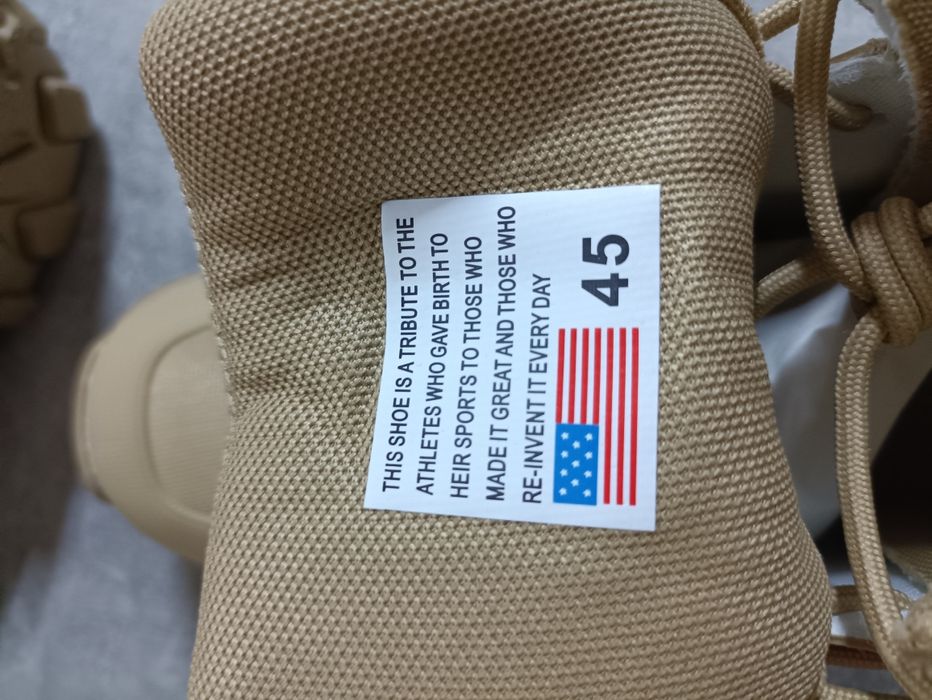 THIS SHOE IS A TRIBUTE TO THE
ATHLETES WHO GAVE BIRTH TO
HEIR SPORTS TO THOSE WHO
MADE IT GREAT AND THOSE WHO
RE-INVENT IT EVERY DAY
45